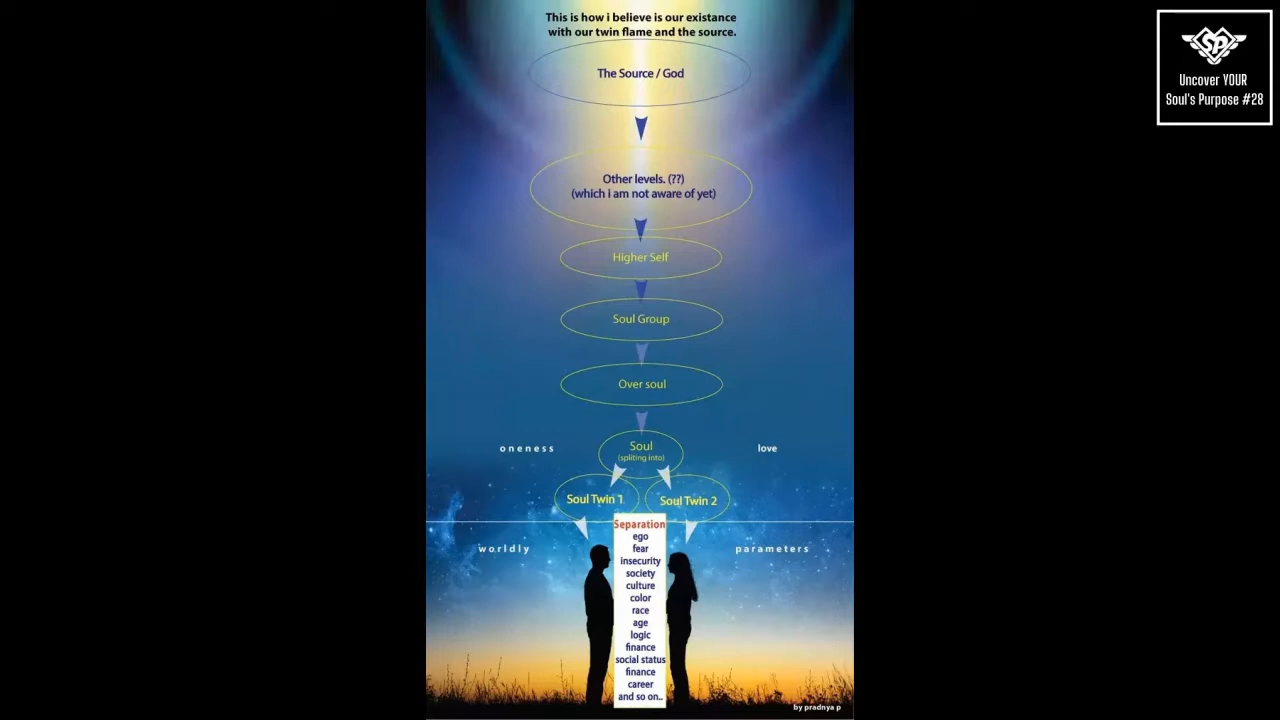 This is how i believe is our existance
with our twin flame and the source.
The Source / God
SP
Uncover YOUR
Soul's Purpose #28
Other levels. (??)
(which i am not aware of yet)
Higher Self
Soul Group
Over soul
oneness
Soul
(spliting into)
love
Soul Twin 1
Soul Twin 2
Separation
ego
worldly
fear
parameters
insecurity
society
culture
color
race
age
logic
finance
social status
finance
career
and so on..
by pradnya p